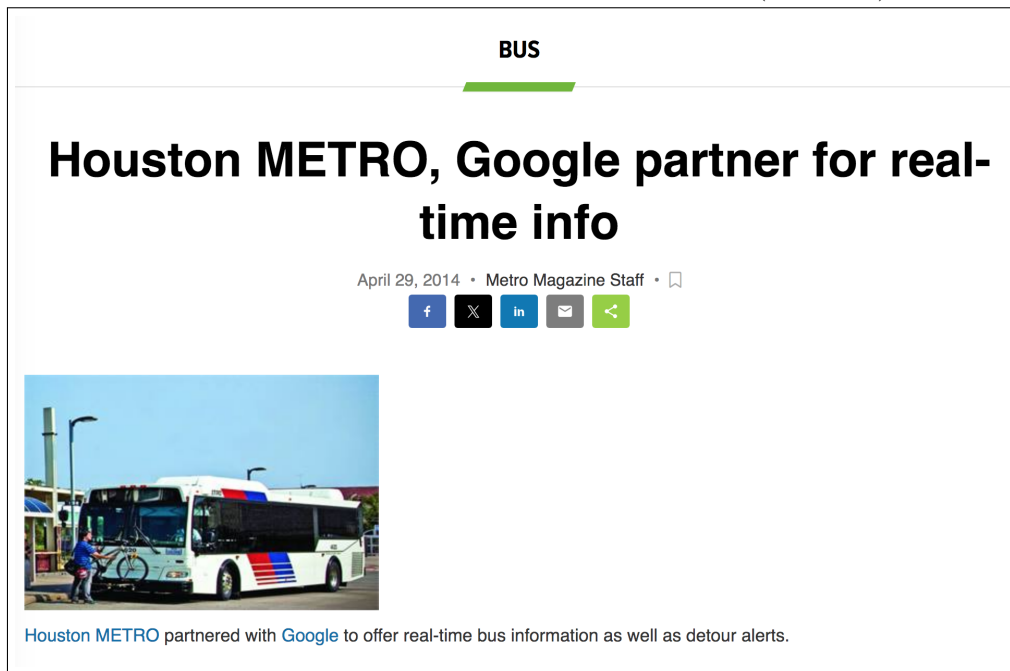 BUS
Houston METRO, Google partner for real-
time info
April 29, 2014 • Metro Magazine Staff •
f X in
Houston METRO partnered with Google to offer real-time bus information as well as detour alerts.